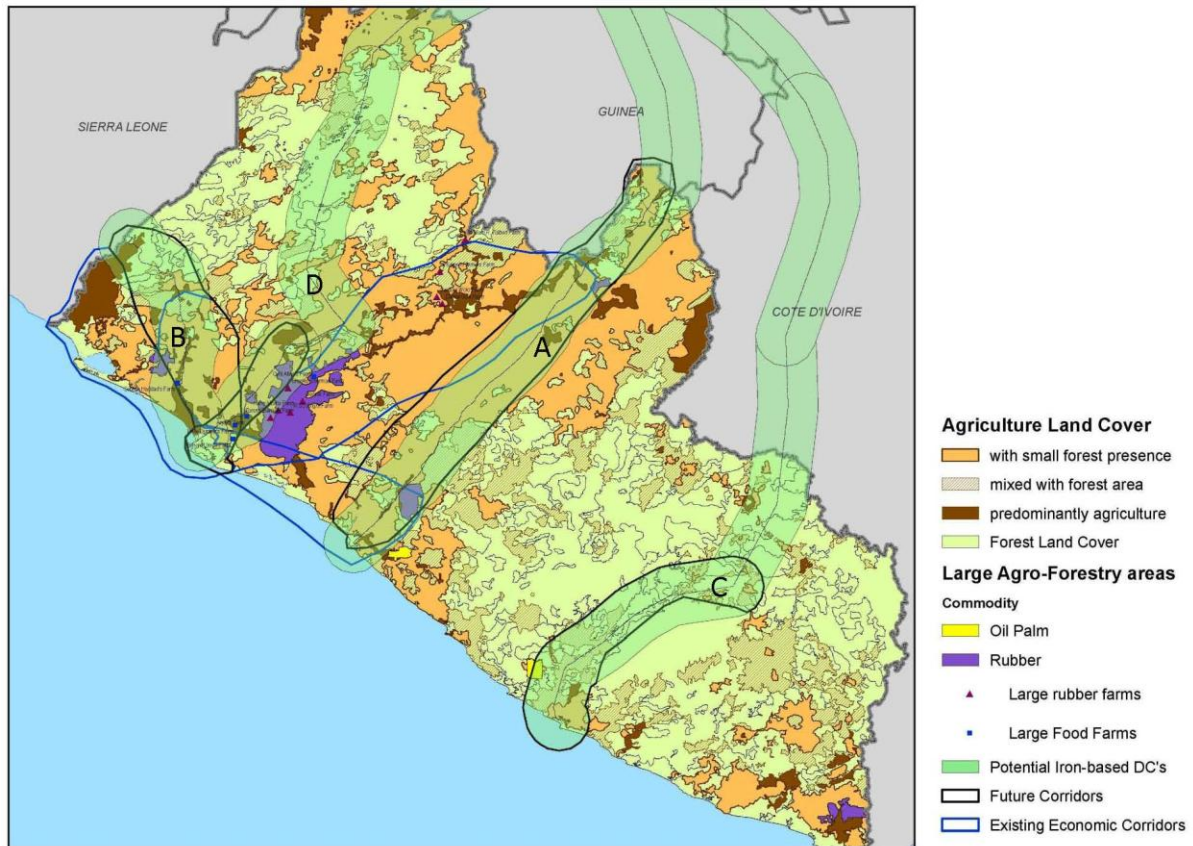 SIERRA LEONE
GUINEA
COTE D'IVOIRE
D
B
A
C
Agriculture Land Cover
with small forest presence
mixed with forest area
predominantly agriculture
Forest Land Cover
Large Agro-Forestry areas
Commodity
Oil Palm
Rubber
Large rubber farms
Large Food Farms
Potential Iron-based DC's
Future Corridors
Existing Economic Corridors